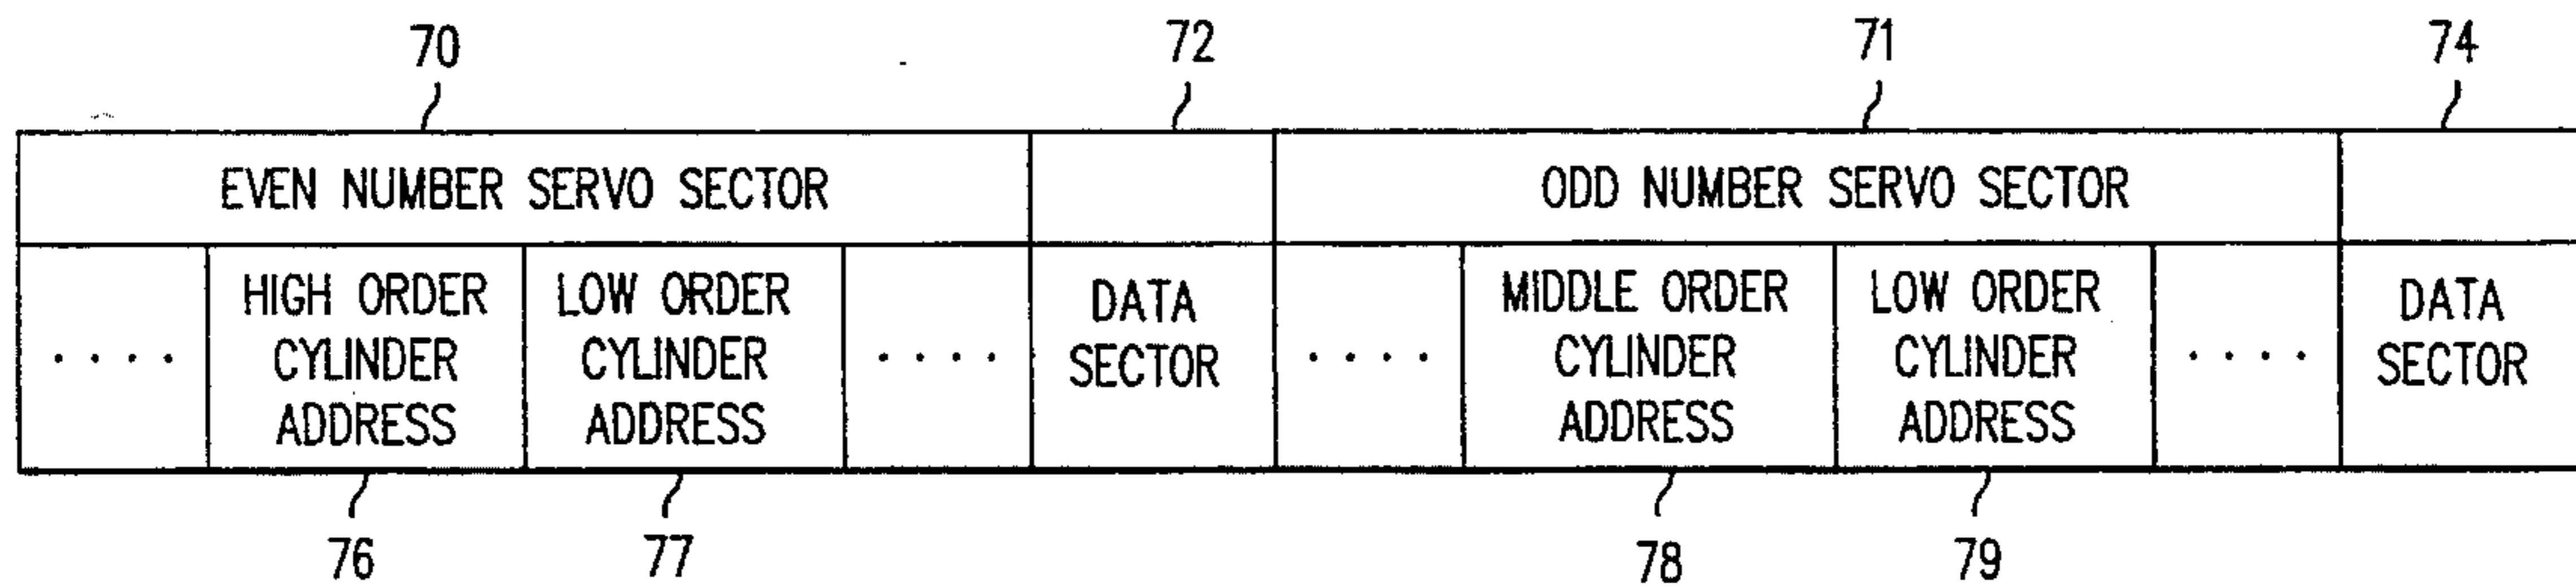 70 72 71 74
EVEN NUMBER SERVO SECTOR ODD NUMBER SERVO SECTOR
. . . . HIGH ORDER CYLINDER ADDRESS
LOW ORDER CYLINDER ADDRESS
. . . .
DATA SECTOR
. . . .
MIDDLE ORDER CYLINDER ADDRESS
LOW ORDER CYLINDER ADDRESS
. . . .
DATA SECTOR
76 77 78 79